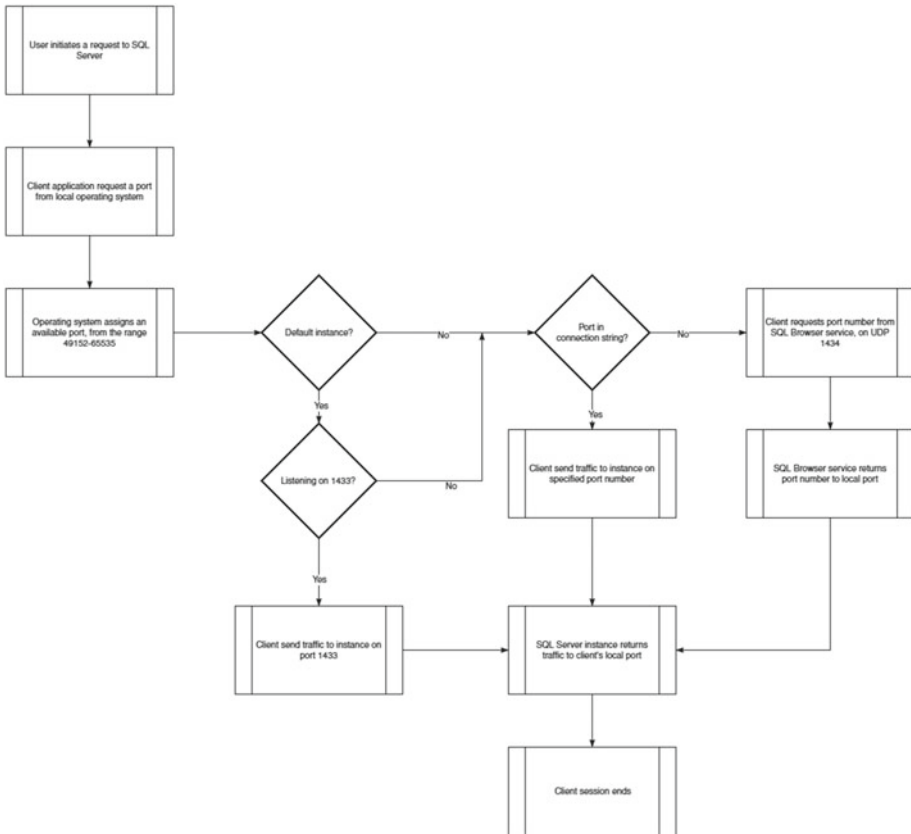 User initiates a request to SQL
Server
Client application request a port
from local operating system
Operating system assigns an
available port, from the range
49152-65535
Default instance?
No
Port in
connection string?
No
Client requests port number from
SQL Browser service, on UDP
1434
Yes
Yes
Listening on 1433?
No
Client send traffic to instance on
specified port number
SQL Browser service returns
port number to local port
Yes
Client send traffic to instance on
port 1433
SQL Server instance returns
traffic to client's local port
Client session ends